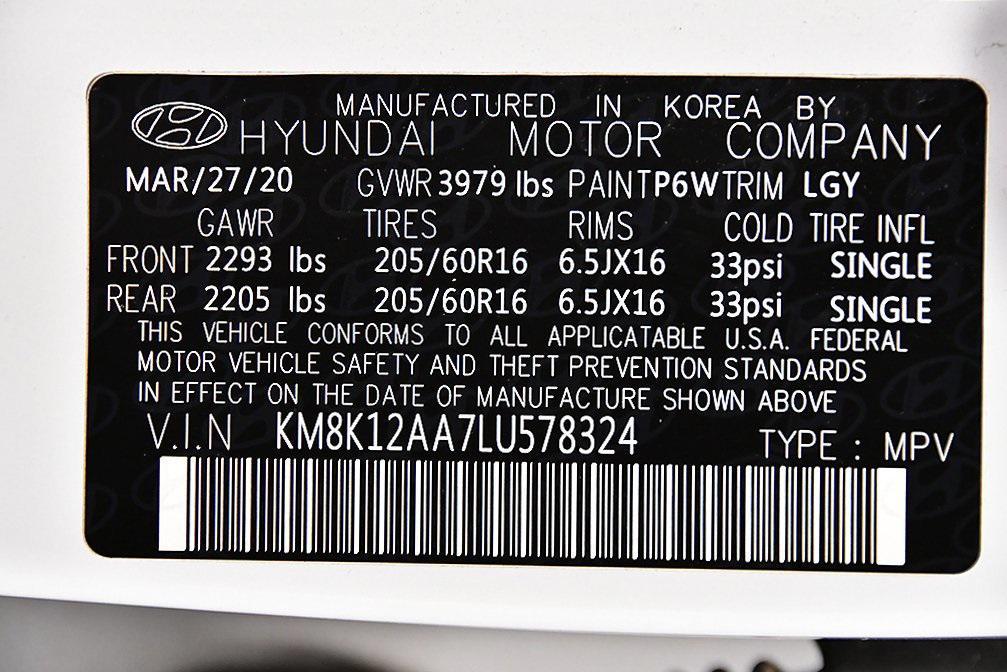 MANUFACTURED IN KOREA BY
HYUNDAI MOTOR COMPANY
MAR/27/20 GVWR 3979 lbs PAINT P6W TRIM LGY
GAWR TIRES RIMS COLD TIRE INFL
FRONT 2293 lbs 205/60R16 6.5JX16 33psi SINGLE
REAR 2205 lbs 205/60R16 6.5JX16 33psi SINGLE
THIS VEHICLE CONFORMS TO ALL APPLICATABLE U.S.A. FEDERAL
MOTOR VEHICLE SAFETY AND THEFT PREVENTION STANDARDS
IN EFFECT ON THE DATE OF MANUFACTURE SHOWN ABOVE
V.I.N KM8K12AA7LU578324 TYPE : MPV